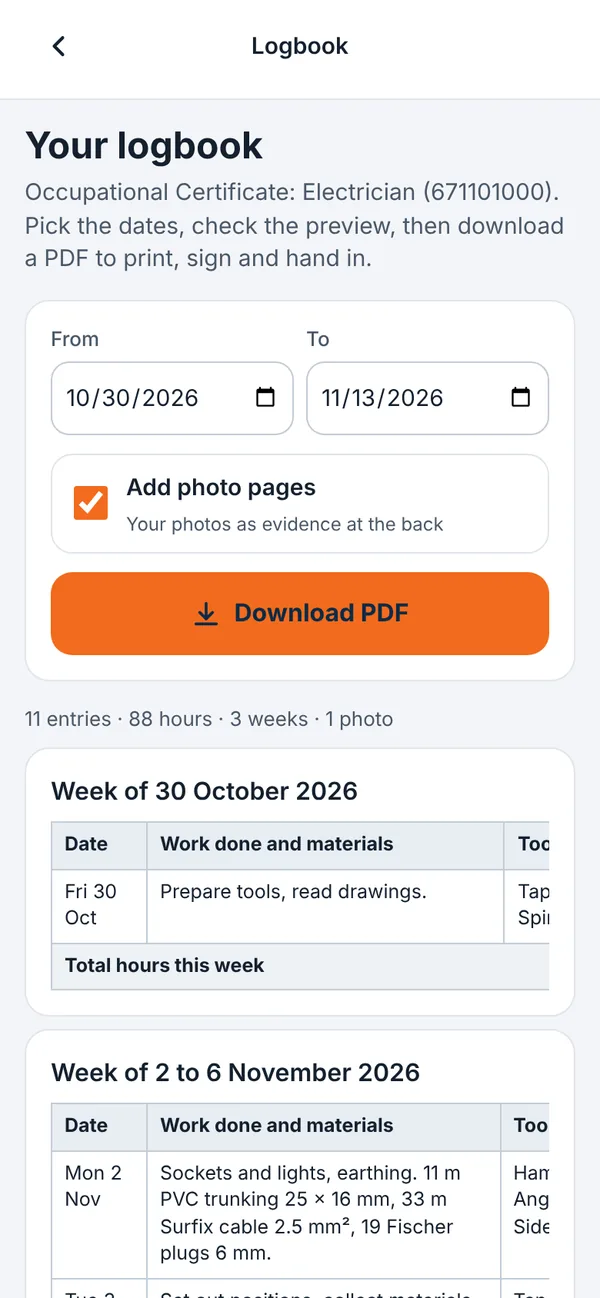 Logbook
Your logbook
Occupational Certificate: Electrician (671101000).
Pick the dates, check the preview, then download
a PDF to print, sign and hand in.
From To
10/30/2026 11/13/2026
Add photo pages
Your photos as evidence at the back
Download PDF
11 entries · 88 hours · 3 weeks · 1 photo
Week of 30 October 2026
Date Work done and materials
Fri 30 Prepare tools, read drawings.
Oct
Total hours this week
Week of 2 to 6 November 2026
Date Work done and materials
Mon 2 Sockets and lights, earthing. 11 m
Nov PVC trunking 25 × 16 mm, 33 m
Surfix cable 2.5 mm², 19 Fischer
plugs 6 mm.